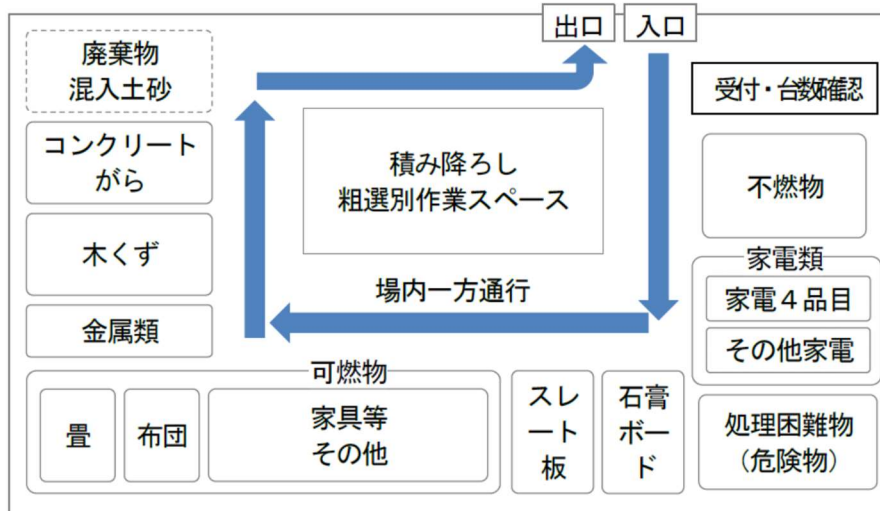 出口
入口
廃棄物
混入土砂
受付・台数確認
コンクリート
がら
積み降ろし
粗選別作業スペース
不燃物
木くず
家電類
家電4品目
その他家電
場内一方通行
金属類
可燃物
畳
布団
家具等
その他
スレ
ート
板
石膏
ボー
ド
処理困難物
(危険物)